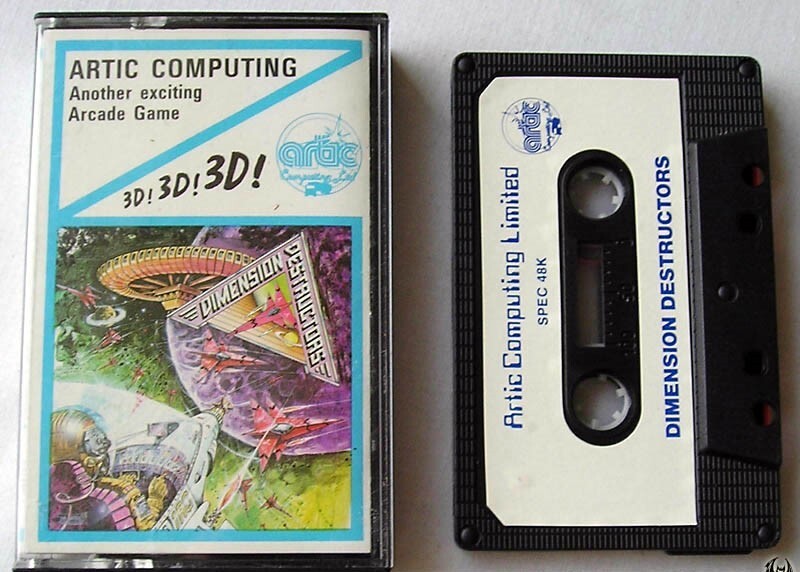 ARTIC COMPUTING
Another exciting
Arcade Game
artic
Computing Ltd
3D! 3D! 3D!
DIMENSION
DESTRUCTORS
artic
Artic Computing Limited
SPEC 48K
DIMENSION DESTRUCTORS